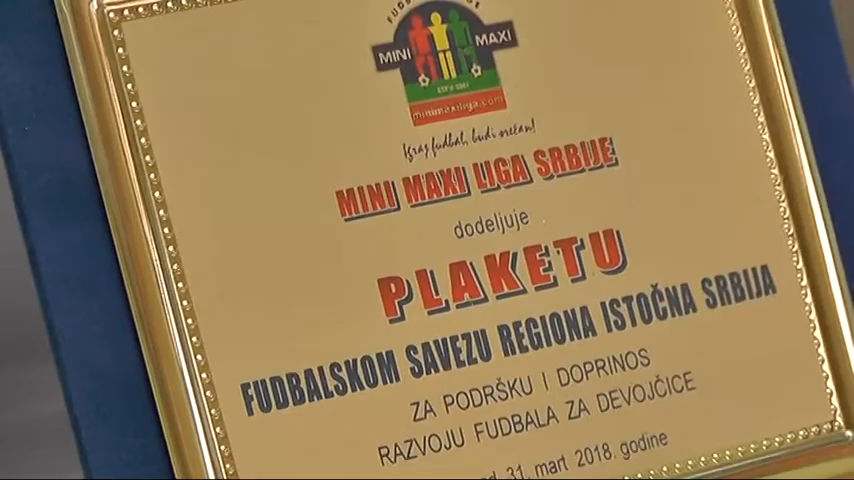 MINI MAXI
minimaxiliga.com
Igraj fudbal, budi srećan!
MINI MAXI LIGA SRBIJE
dodeljuje
PLAKETU
FUDBALSKOM SAVEZU REGIONA ISTOČNA SRBIJA
ZA PODRŠKU I DOPRINOS
RAZVOJU FUDBALA ZA DEVOJČICE
31. mart 2018. godine